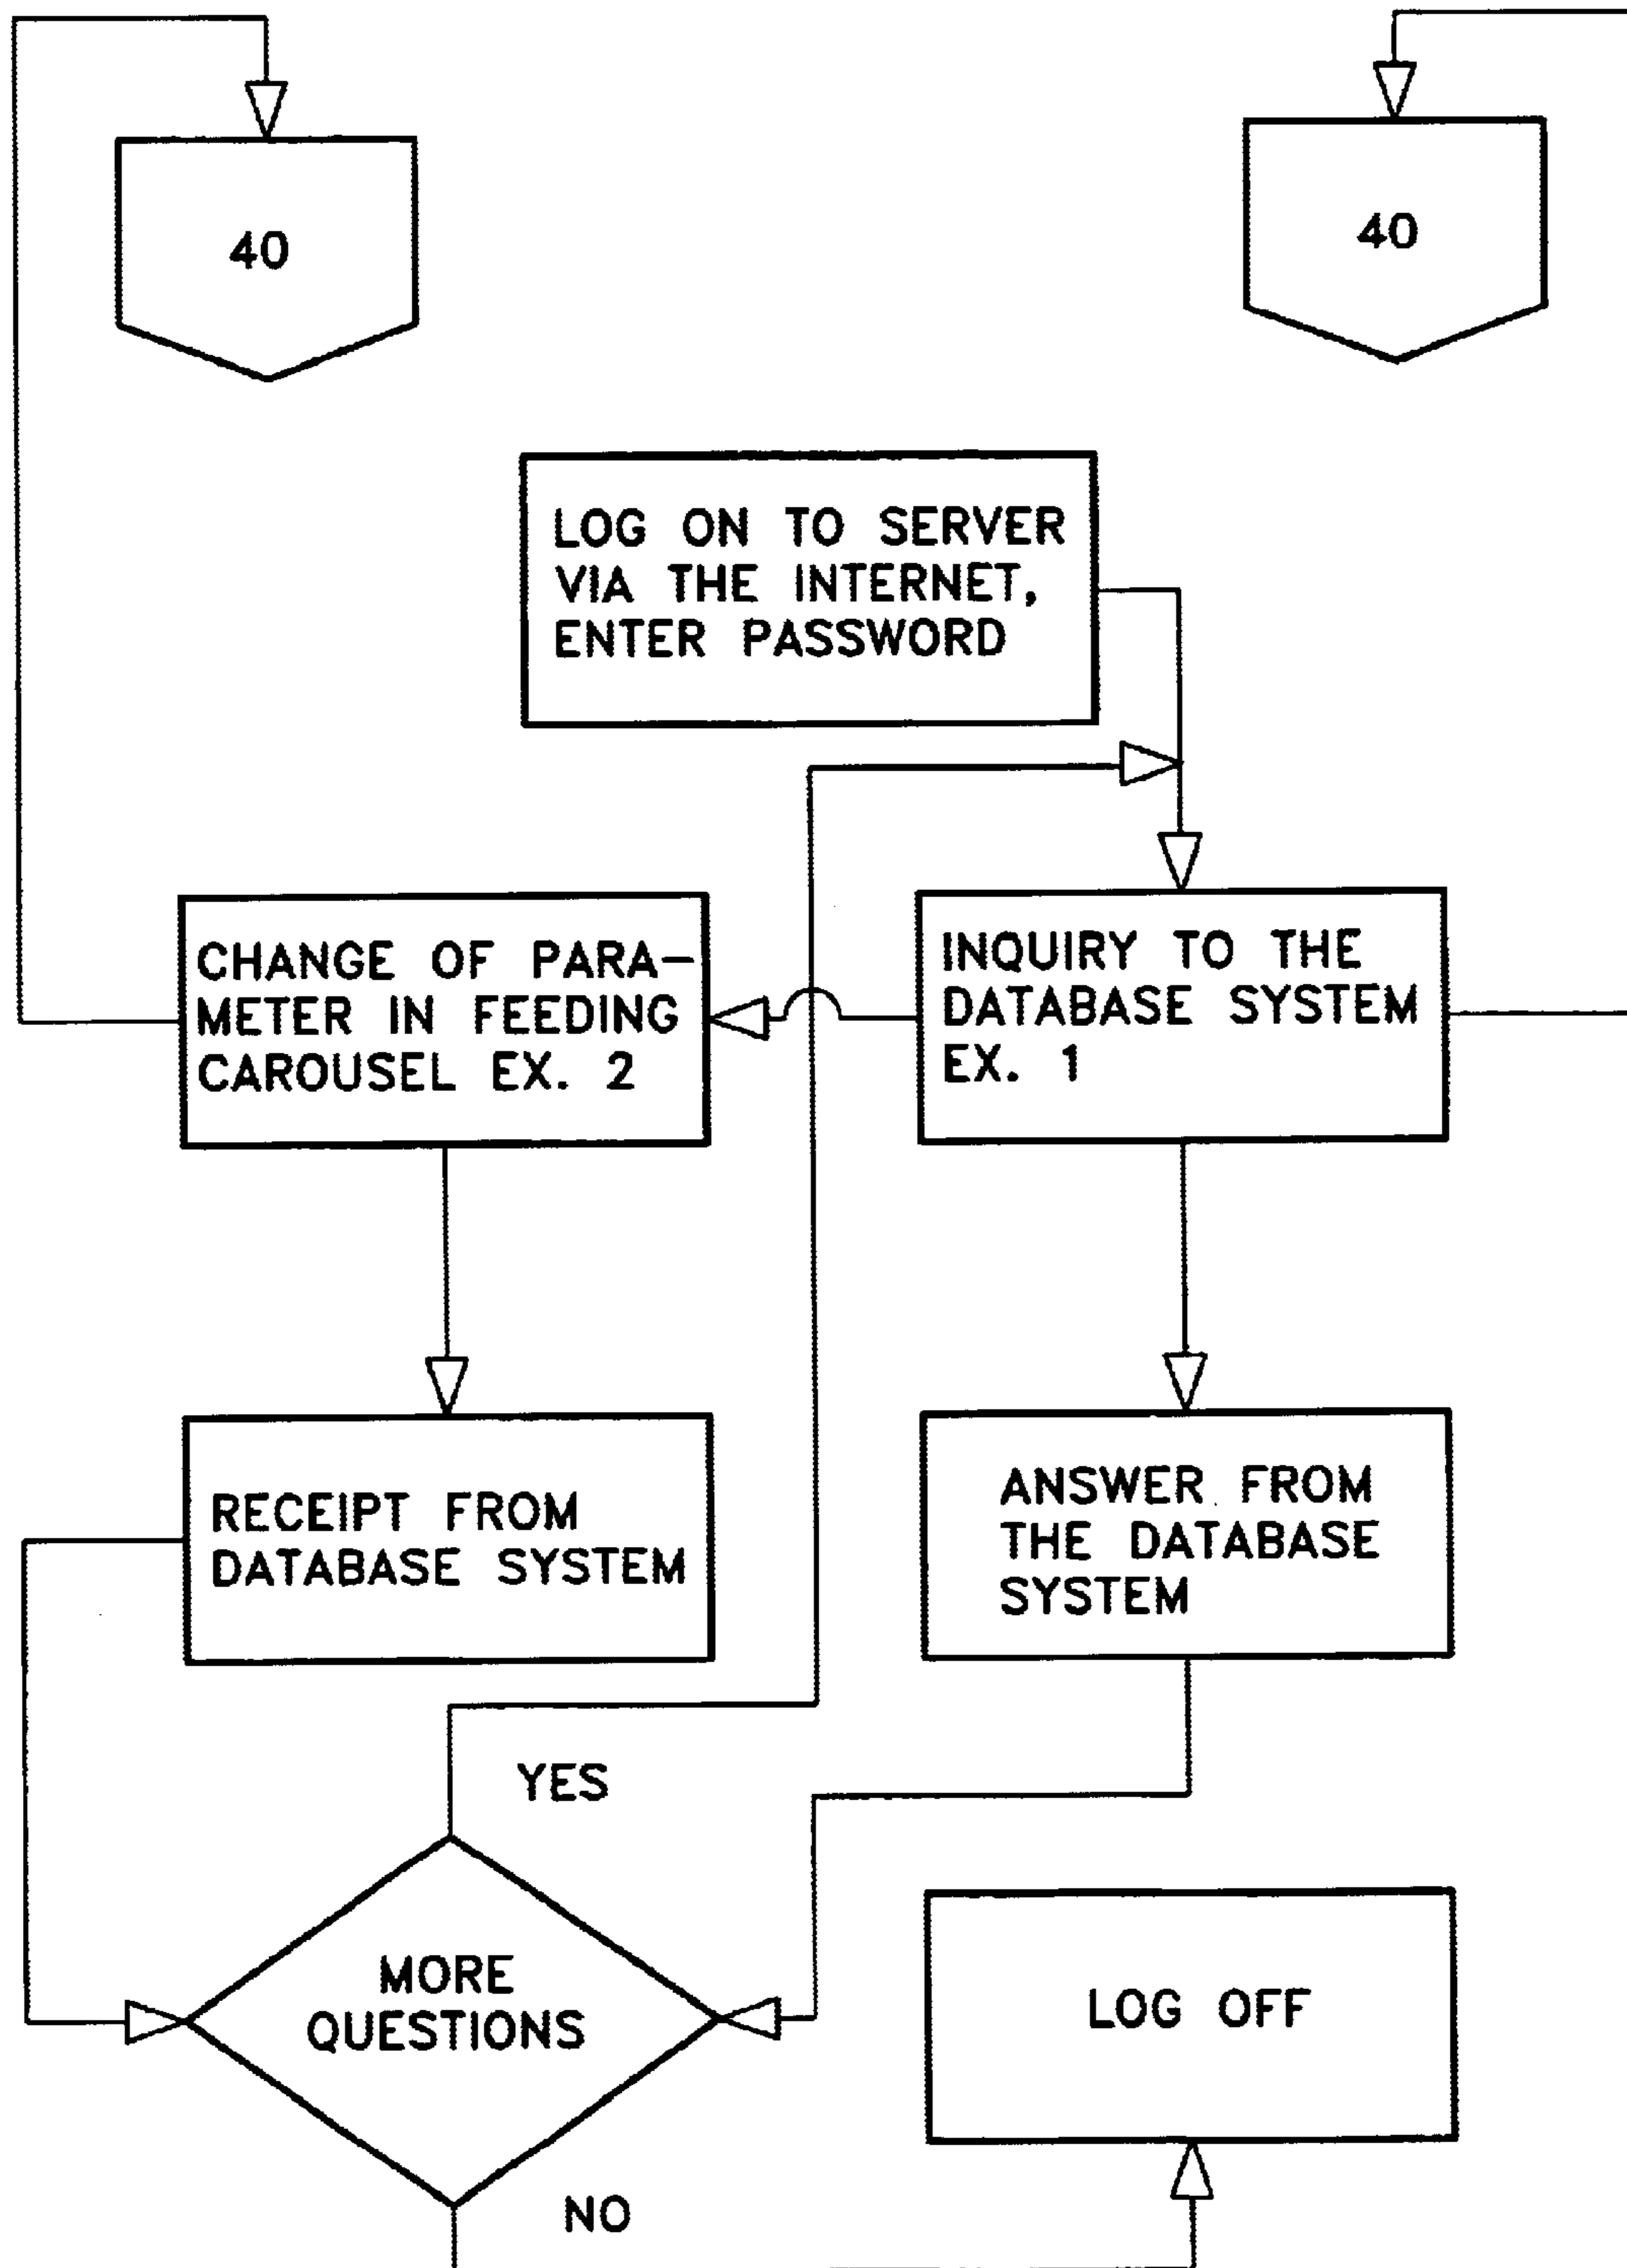 40
40
LOG ON TO SERVER
VIA THE INTERNET,
ENTER PASSWORD
CHANGE OF PARA-
METER IN FEEDING
CAROUSEL EX. 2
INQUIRY TO THE
DATABASE SYSTEM
EX. 1
RECEIPT FROM
DATABASE SYSTEM
ANSWER FROM
THE DATABASE
SYSTEM
YES
MORE
QUESTIONS
LOG OFF
NO